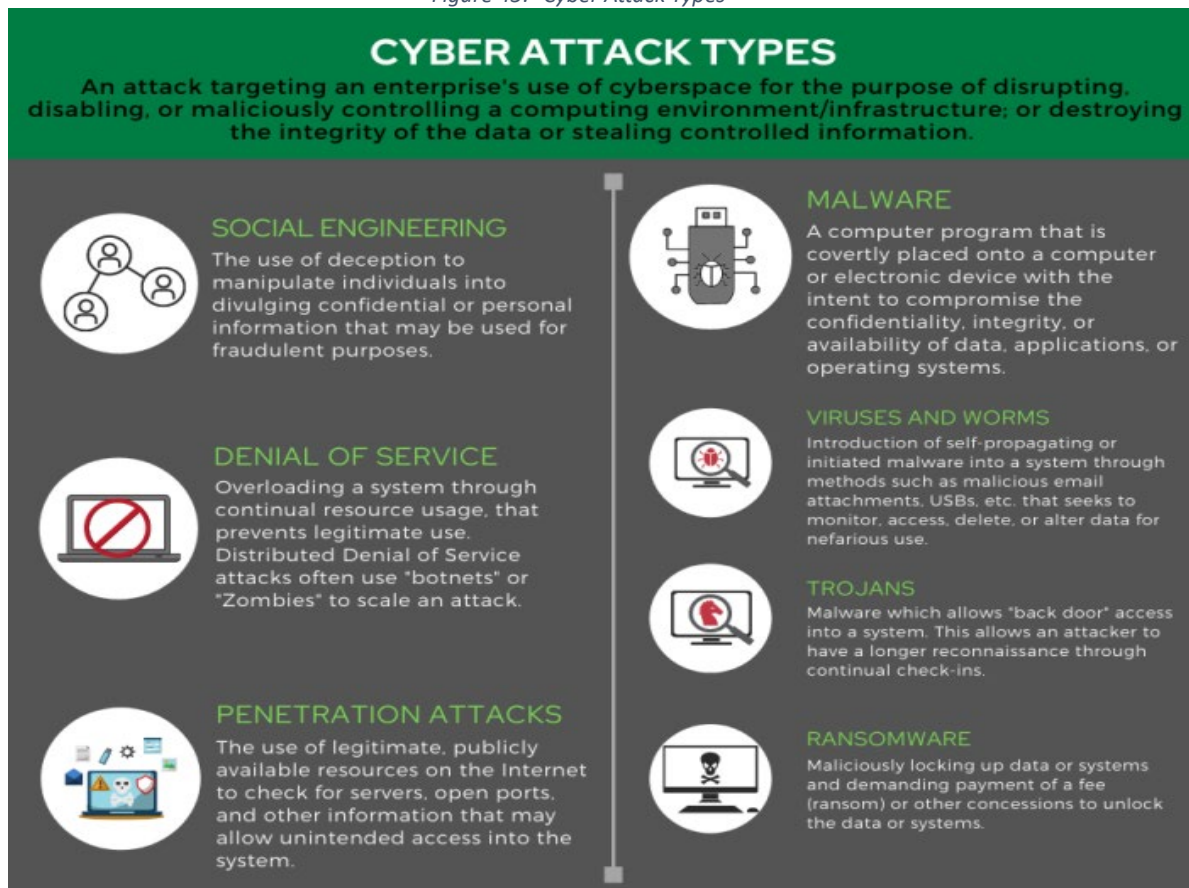 Cyber Attack Types
CYBER ATTACK TYPES
An attack targeting an enterprise's use of cyberspace for the purpose of disrupting,
disabling, or maliciously controlling a computing environment/infrastructure; or destroying
the integrity of the data or stealing controlled information.
SOCIAL ENGINEERING
The use of deception to
manipulate individuals into
divulging confidential or personal
information that may be used for
fraudulent purposes.
DENIAL OF SERVICE
Overloading a system through
continual resource usage, that
prevents legitimate use.
Distributed Denial of Service
attacks often use "botnets" or
"Zombies" to scale an attack.
PENETRATION ATTACKS
The use of legitimate, publicly
available resources on the Internet
to check for servers, open ports,
and other information that may
allow unintended access into the
system.
MALWARE
A computer program that is
covertly placed onto a computer
or electronic device with the
intent to compromise the
confidentiality, integrity, or
availability of data, applications, or
operating systems.
VIRUSES AND WORMS
Introduction of self-propagating or
initiated malware into a system through
methods such as malicious email
attachments, USBs, etc. that seeks to
monitor, access, delete, or alter data for
nefarious use.
TROJANS
Malware which allows "back door" access
into a system. This allows an attacker to
have a longer reconnaissance through
continual check-ins.
RANSOMWARE
Maliciously locking up data or systems
and demanding payment of a fee
(ransom) or other concessions to unlock
the data or systems.